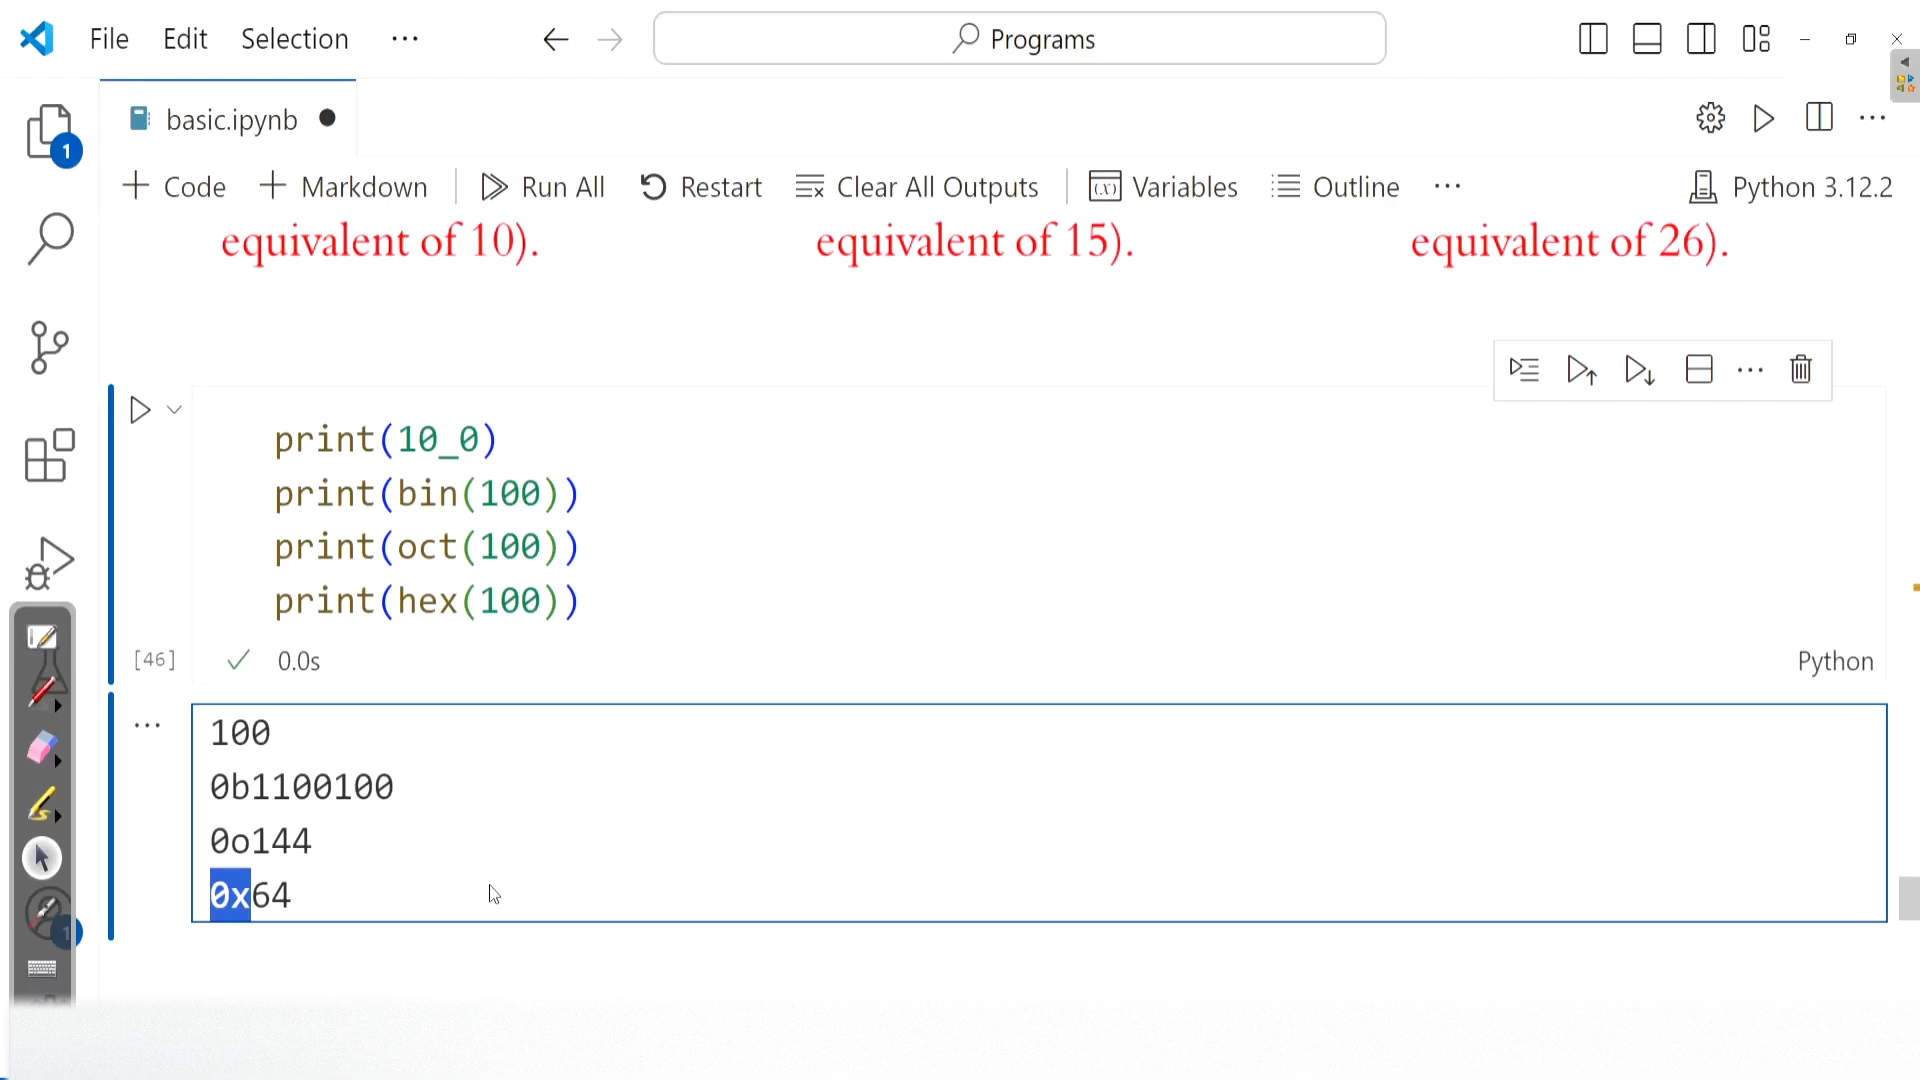 File Edit Selection ... Programs
basic.ipynb
1
Code Markdown Run All Restart Clear All Outputs (x) Variables Outline ... Python 3.12.2
equivalent of 10). equivalent of 15). equivalent of 26).
print(10_0)
print(bin(100))
print(oct(100))
print(hex(100))
[46] 0.0s Python
100
0b1100100
0o144
0x64
1